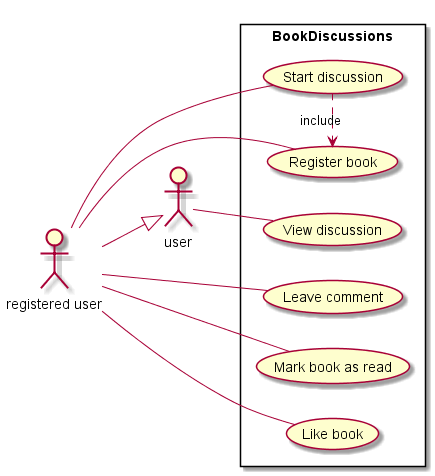 BookDiscussions
Start discussion
include
Register book
user
View discussion
registered user
Leave comment
Mark book as read
Like book